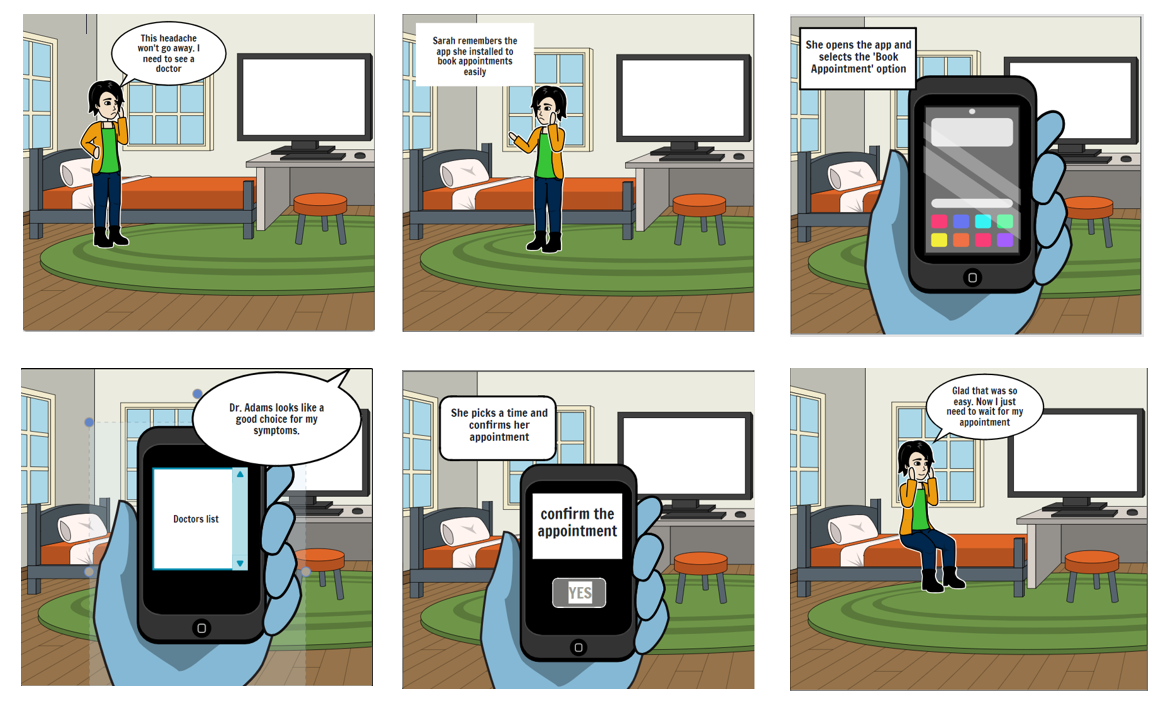 This headache
won't go away. I
need to see a
doctor
Sarah remembers the
app she installed to
book appointments
easily
She opens the app and
selects the 'Book
Appointment' option
Dr. Adams looks like a
good choice for my
symptoms.
Doctors list
She picks a time and
confirms her
appointment
confirm the
appointment
YES
Glad that was so
easy. Now I just
need to wait for my
appointment